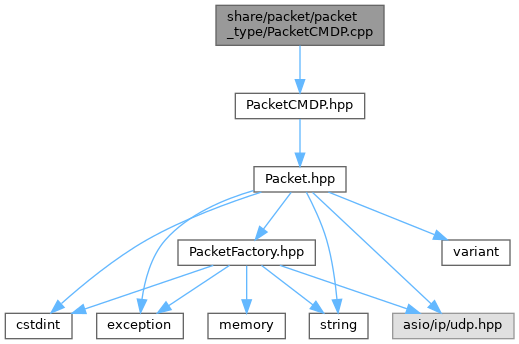 share/packet/packet
_type/PacketCMDP.cpp
PacketCMDP.hpp
Packet.hpp
PacketFactory.hpp
variant
cstdint
exception
memory
string
asio/ip/udp.hpp